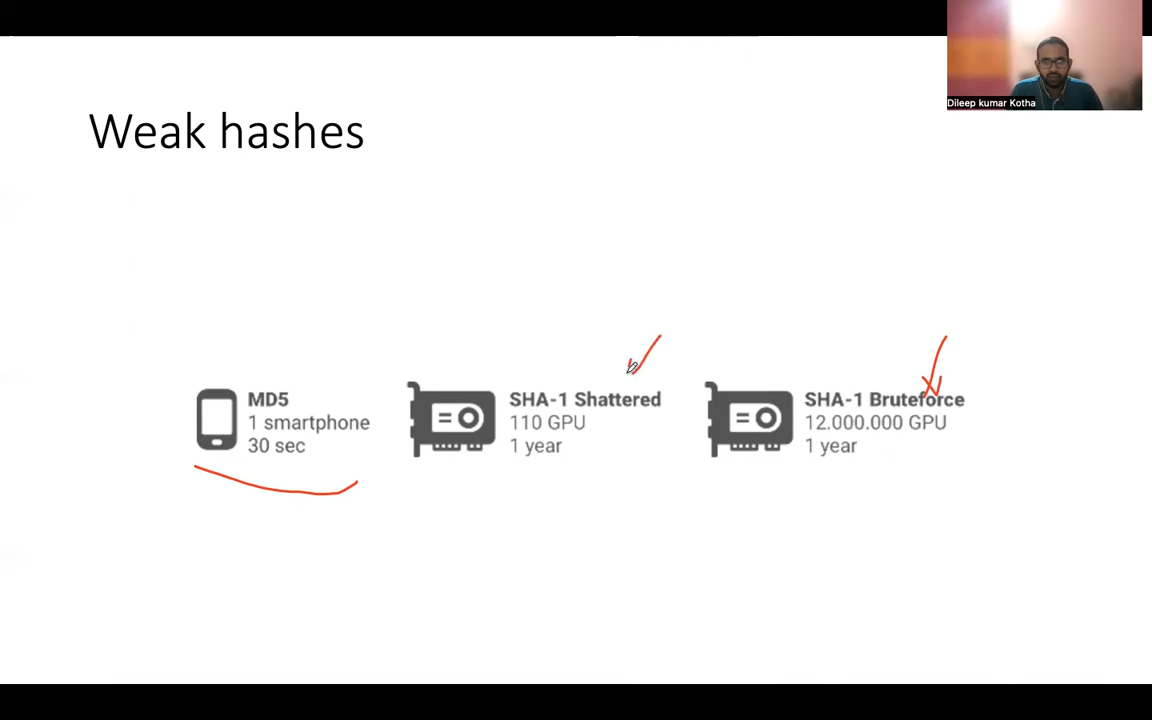 Dileep kumar Kotha
Weak hashes
MD5
1 smartphone
30 sec
SHA-1 Shattered
110 GPU
1 year
SHA-1 Bruteforce
12.000.000 GPU
1 year